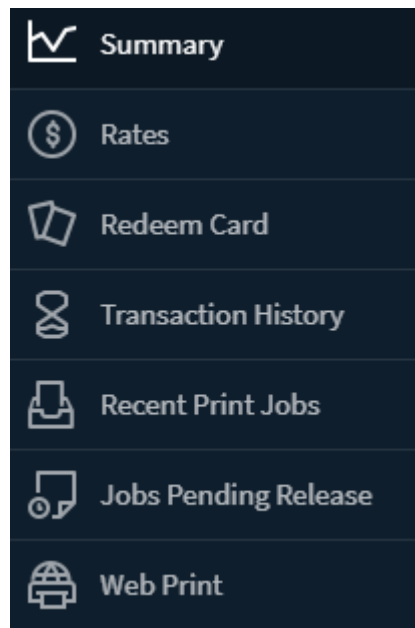 Summary
Rates
Redeem Card
Transaction History
Recent Print Jobs
Jobs Pending Release
Web Print